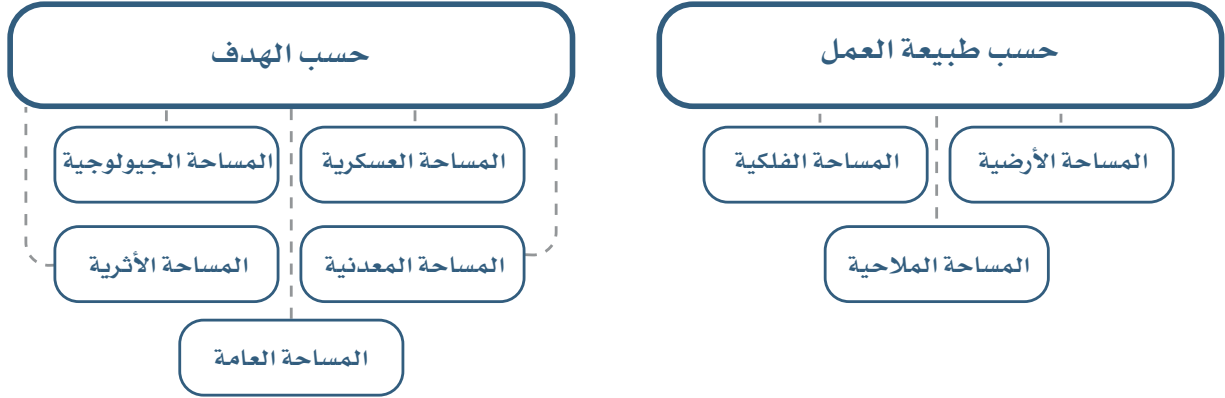 حسب طبيعة العمل
المساحة الأرضية
المساحة الفلكية
المساحة الملاحية
حسب الهدف
المساحة العسكرية
المساحة الجيولوجية
المساحة المعدنية
المساحة الأثرية
المساحة العامة